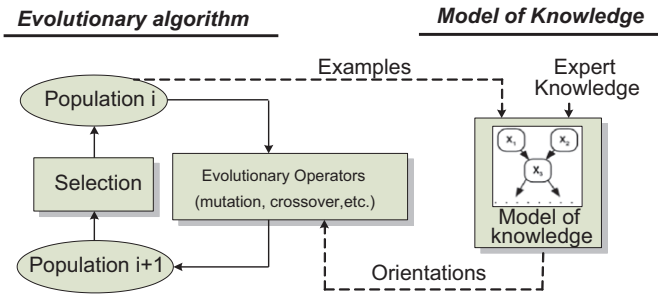 Evolutionary algorithm
Model of Knowledge
Examples
Expert
Knowledge
Population i
X1
X2
X3
Selection
Evolutionary Operators
(mutation, crossover,etc.)
Model of
knowledge
Population i+1
Orientations